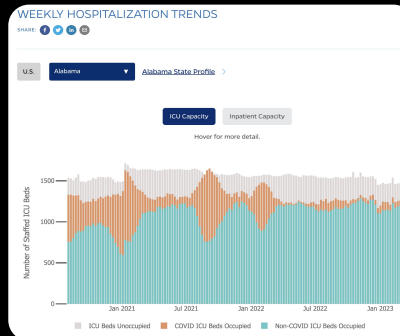 WEEKLY HOSPITALIZATION TRENDS
SHARE:
U.S.
Alabama ▼
Alabama State Profile >
ICU Capacity
Inpatient Capacity
Hover for more detail.
Number of Staffed ICU Beds
1500
1000
500
0
Jan 2021
Jul 2021
Jan 2022
Jul 2022
Jan 2023
ICU Beds Unoccupied
COVID ICU Beds Occupied
Non-COVID ICU Beds Occupied